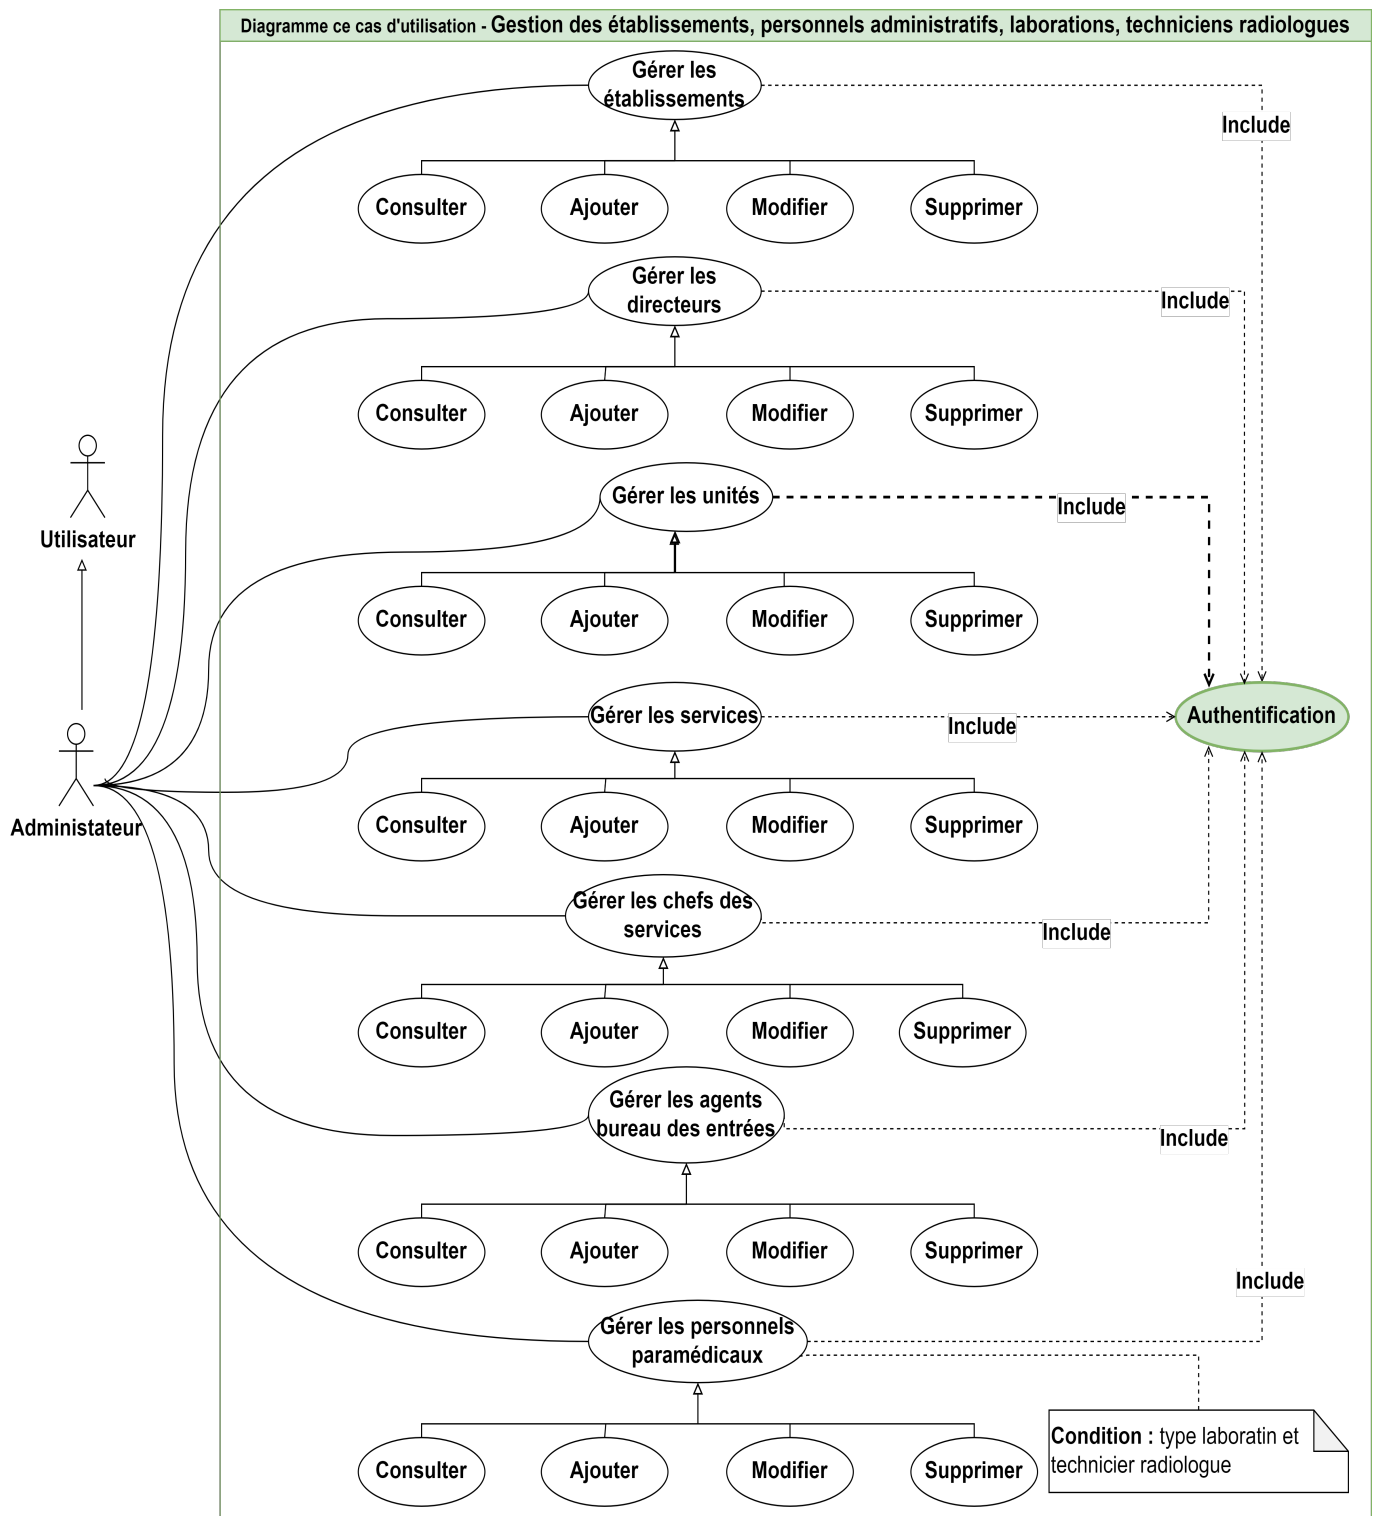 Diagramme ce cas d'utilisation - Gestion des établissements, personnels administratifs, laborations, techniciens radiologues
Gérer les
établissements
Include
Consulter
Ajouter
Modifier
Supprimer
Gérer les
directeurs
Include
Consulter
Ajouter
Modifier
Supprimer
Utilisateur
Gérer les unités
Include
Consulter
Ajouter
Modifier
Supprimer
Gérer les services
Include
Authentification
Administateur
Consulter
Ajouter
Modifier
Supprimer
Gérer les chefs des
services
Include
Consulter
Ajouter
Modifier
Supprimer
Gérer les agents
bureau des entrées
Include
Consulter
Ajouter
Modifier
Supprimer
Include
Gérer les personnels
paramédicaux
Condition : type laboratin et
technicier radiologue
Consulter
Ajouter
Modifier
Supprimer